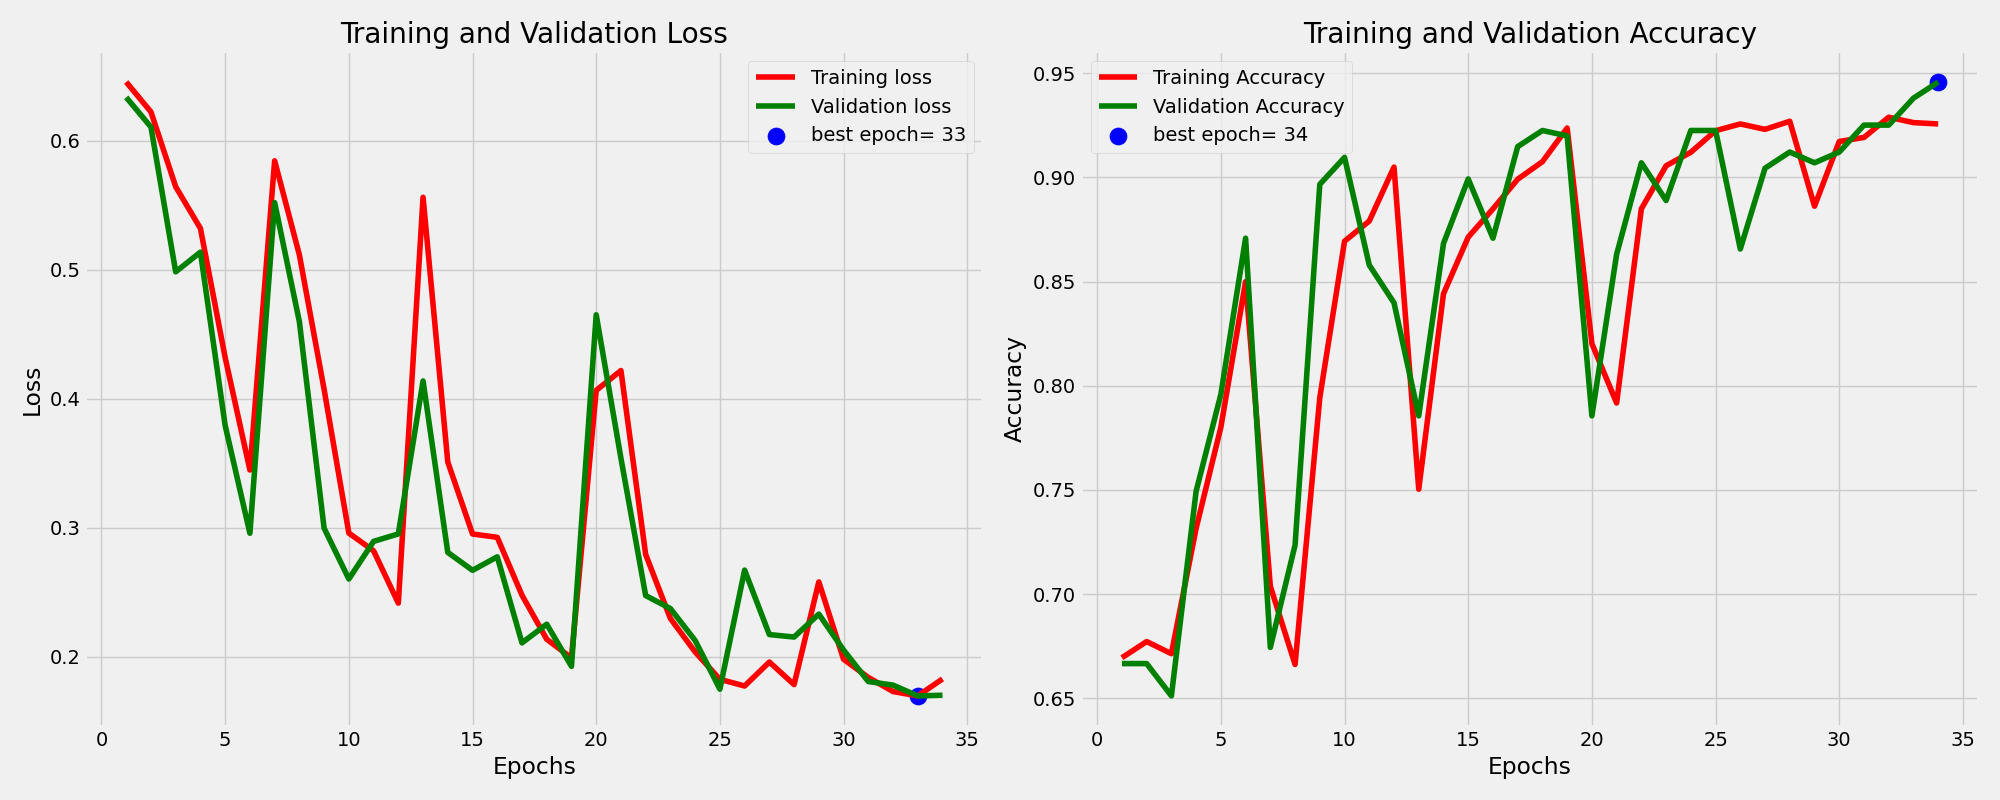 Training and Validation Loss
Training loss
Validation loss
best epoch= 33
0.6
0.5
0.4
0.3
0.2
Loss
0
5
10
15
20
25
30
35
Epochs
Training and Validation Accuracy
Training Accuracy
Validation Accuracy
best epoch= 34
0.95
0.90
0.85
0.80
0.75
0.70
0.65
Accuracy
0
5
10
15
20
25
30
35
Epochs